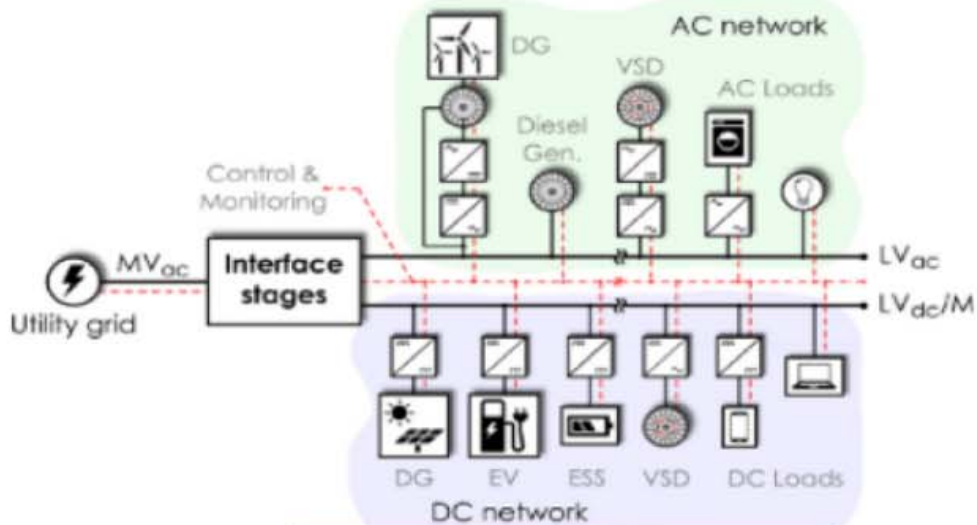 AC network
DG
VSD
AC Loads
Diesel
Gen.
Control &
Monitoring
MVac
Interface
stages
LVac
Utility grid
LVdc/M
DG
EV
ESS
VSD
DC Loads
DC network